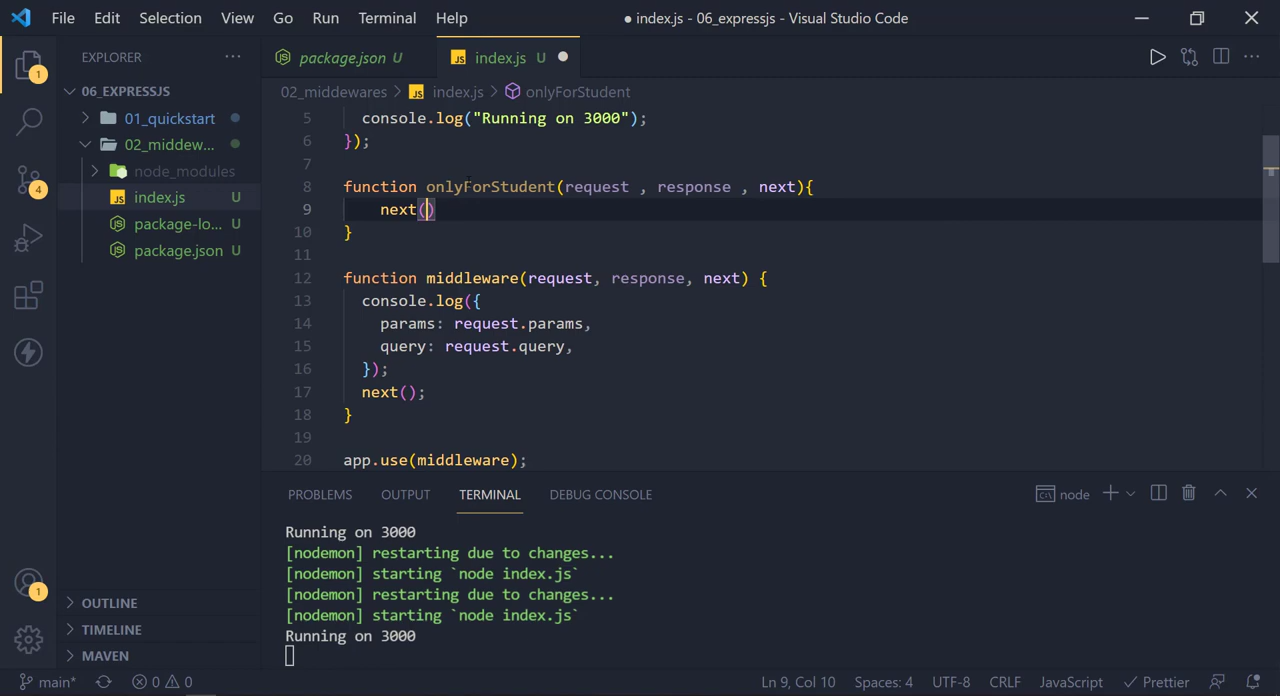 File Edit Selection View Go Run Terminal Help ● index.js - 06_expressjs - Visual Studio Code
EXPLORER ...
package.json U index.js U
02_middewares > index.js > onlyForStudent
06_EXPRESSJS
01_quickstart
02_middew...
node_modules
index.js U
package-lo... U
package.json U
1
4
1
OUTLINE
TIMELINE
MAVEN
5 console.log("Running on 3000");
6 });
7
8 function onlyForStudent(request , response , next){
9 next()
10 }
11
12 function middleware(request, response, next) {
13 console.log({
14 params: request.params,
15 query: request.query,
16 });
17 next();
18 }
19
20 app.use(middleware);
PROBLEMS OUTPUT TERMINAL DEBUG CONSOLE node
Running on 3000
[nodemon] restarting due to changes...
[nodemon] starting `node index.js`
[nodemon] restarting due to changes...
[nodemon] starting `node index.js`
Running on 3000
main* 0 0 Ln 9, Col 10 Spaces: 4 UTF-8 CRLF JavaScript Prettier